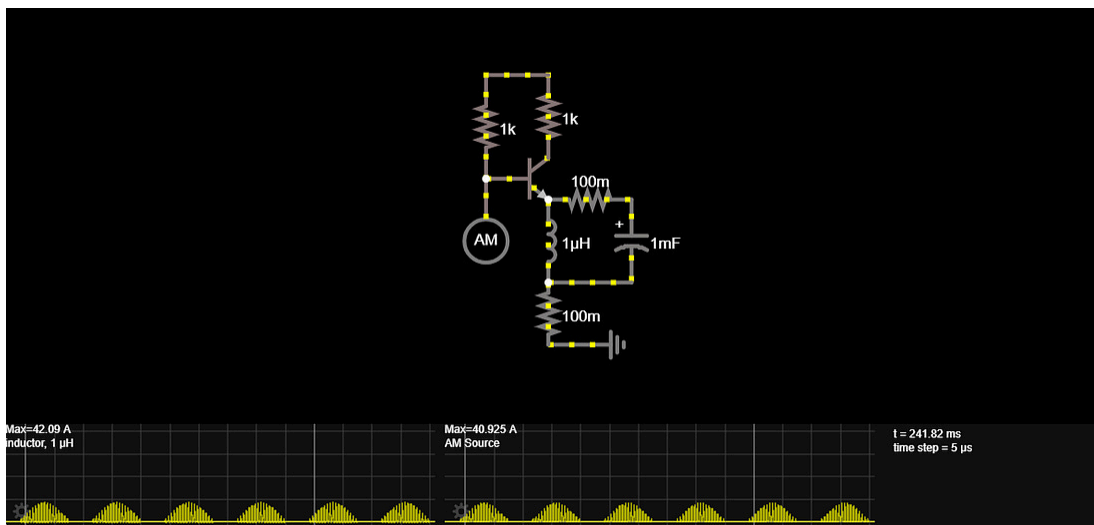 1k
1k
100m
AM
+
1µH
1mF
100m
Max=42.09 A
inductor, 1 µH
Max=40.925 A
AM Source
t = 241.82 ms
time step = 5 µs